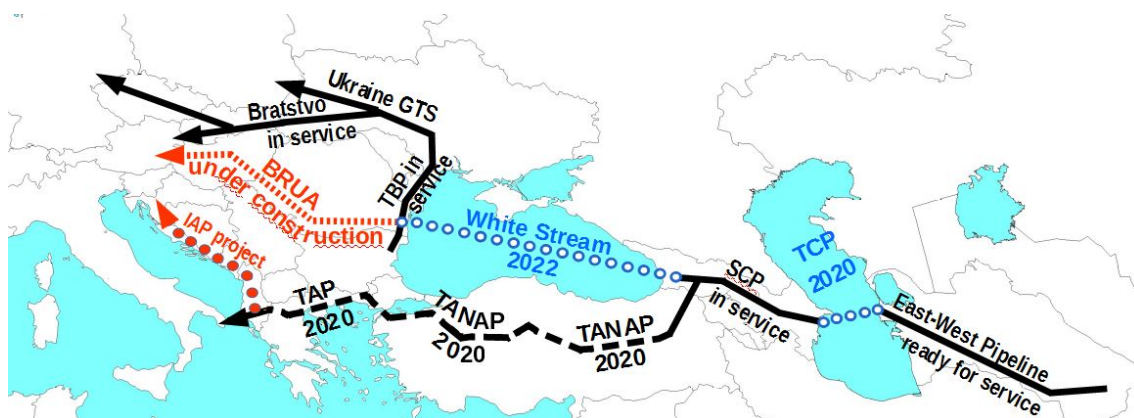 Ukraine GTS
Bratstvo
in service
TBP in
service
BRUA
under construction
IAP project
White Stream
2022
TAP
2020
TANAP
2020
TANAP
2020
SCP
in service
TCP
2020
East-West Pipeline
ready for service